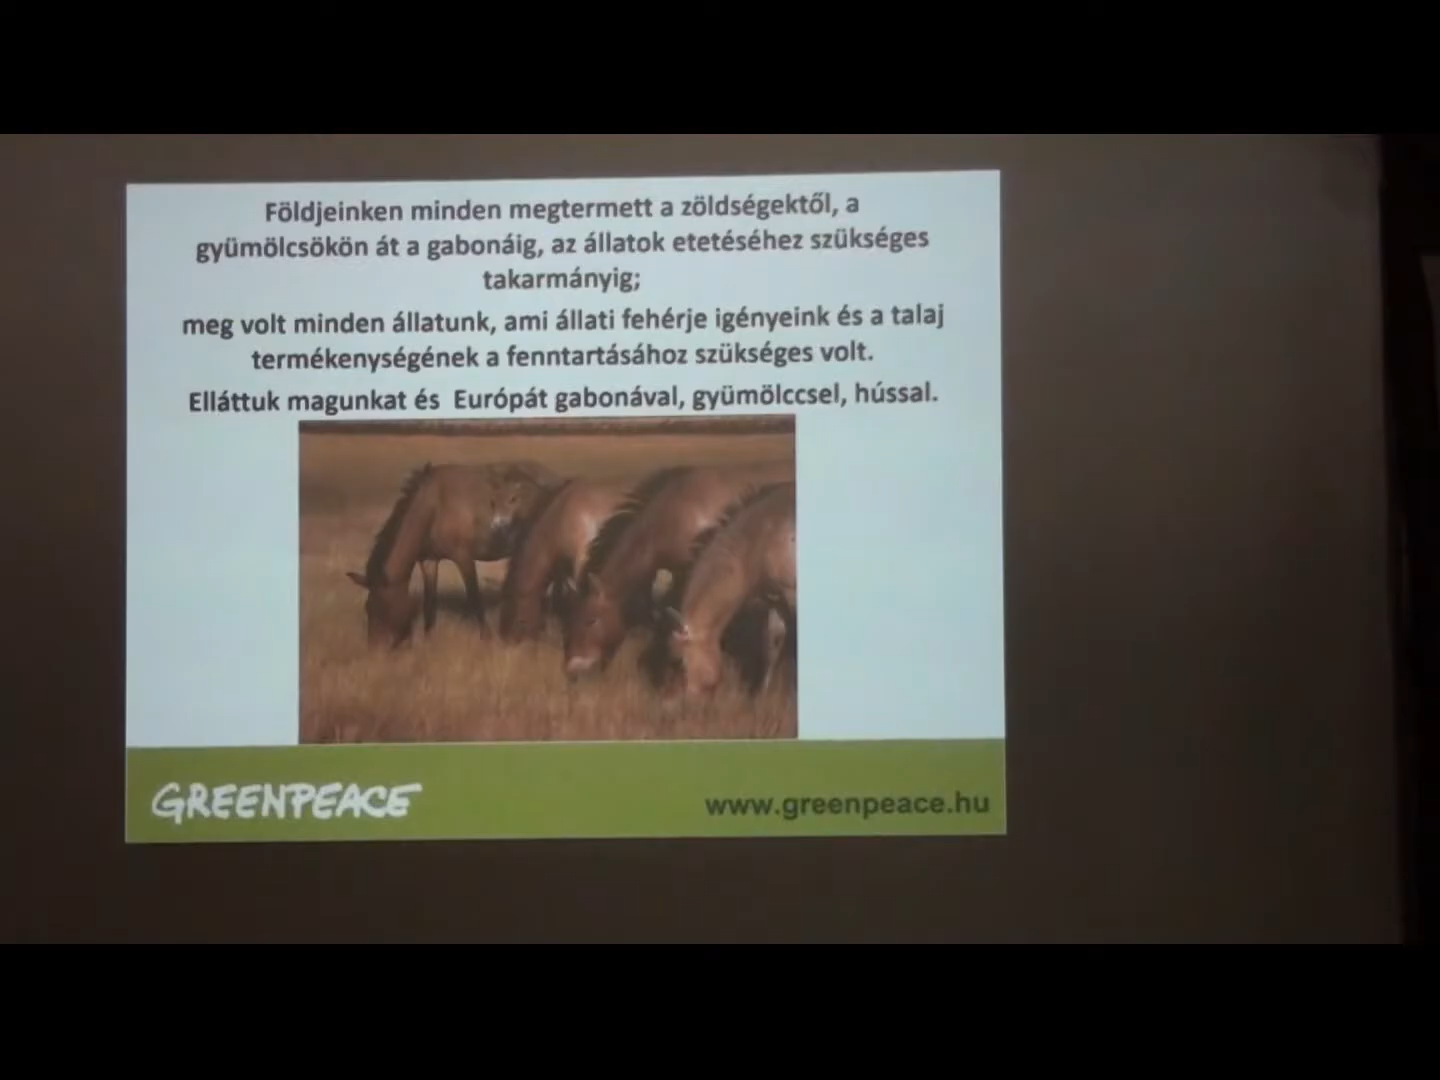 Földjeinken minden megtermett a zöldségektől, a
gyümölcsökön át a gabonáig, az állatok etetéséhez szükséges
takarmányig;
meg volt minden állatunk, ami állati fehérje igényeink és a talaj
termékenységének a fenntartásához szükséges volt.
Elláttuk magunkat és Európát gabonával, gyümölccsel, hússal.
GREENPEACE
www.greenpeace.hu